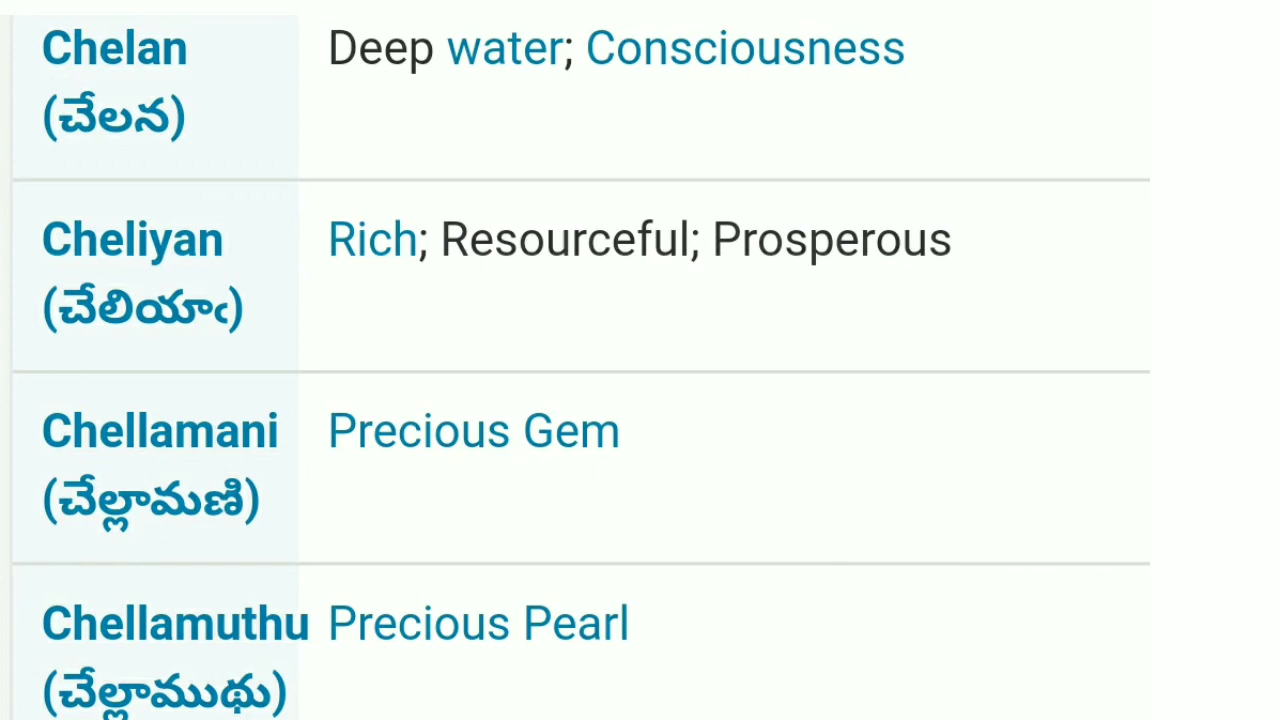 Chelan Deep water; Consciousness
(చేలన)
Cheliyan Rich; Resourceful; Prosperous
(చేలియాఁ)
Chellamani Precious Gem
(చేల్లామణి)
Chellamuthu Precious Pearl
(చేల్లాముథు)